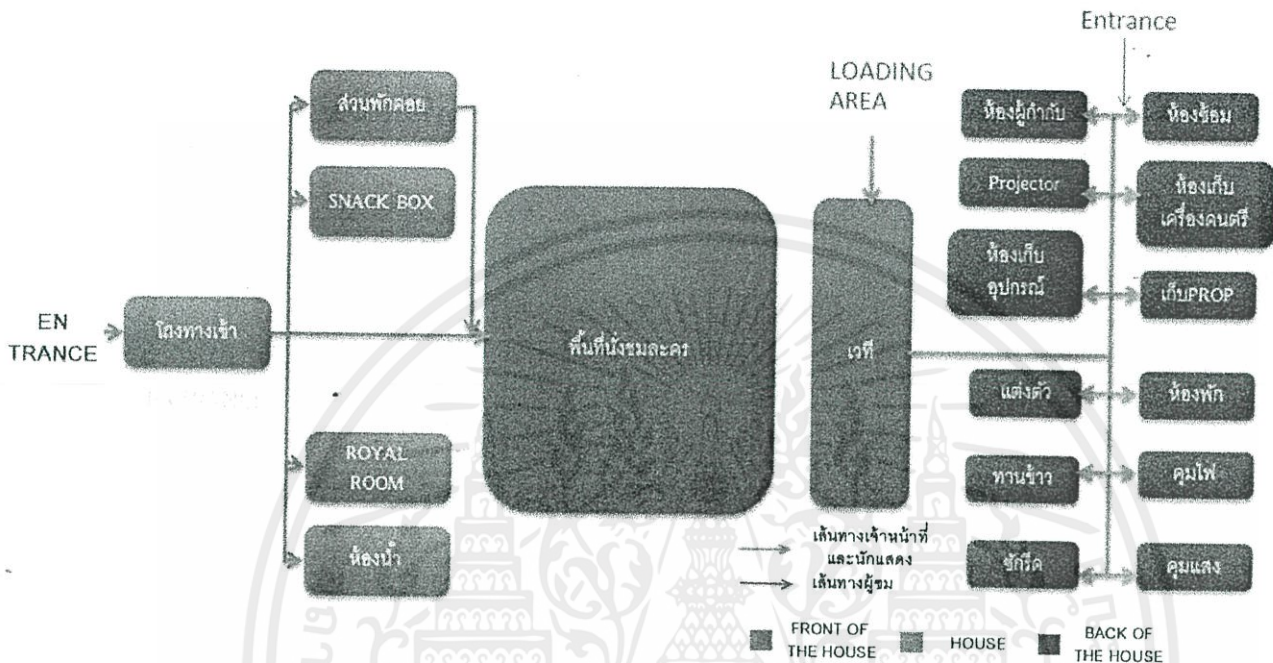 Entrance
ส่วนพักคอย
LOADING
AREA
ห้องผู้กำกับ
ห้องซ้อม
SNACK BOX
Projector
ห้องเก็บ
เครื่องดนตรี
ห้องเก็บ
อุปกรณ์
เก็บPROP
EN
TRANCE
โถงทางเข้า
พื้นที่นั่งชมละคร
เวที
แต่งตัว
ห้องพัก
ROYAL
ROOM
ทานข้าว
คุมไฟ
ห้องน้ำ
เส้นทางเจ้าหน้าที่
และนักแสดง
เส้นทางผู้ชม
ซักรีด
คุมแสง
FRONT OF
THE HOUSE
HOUSE
BACK OF
THE HOUSE